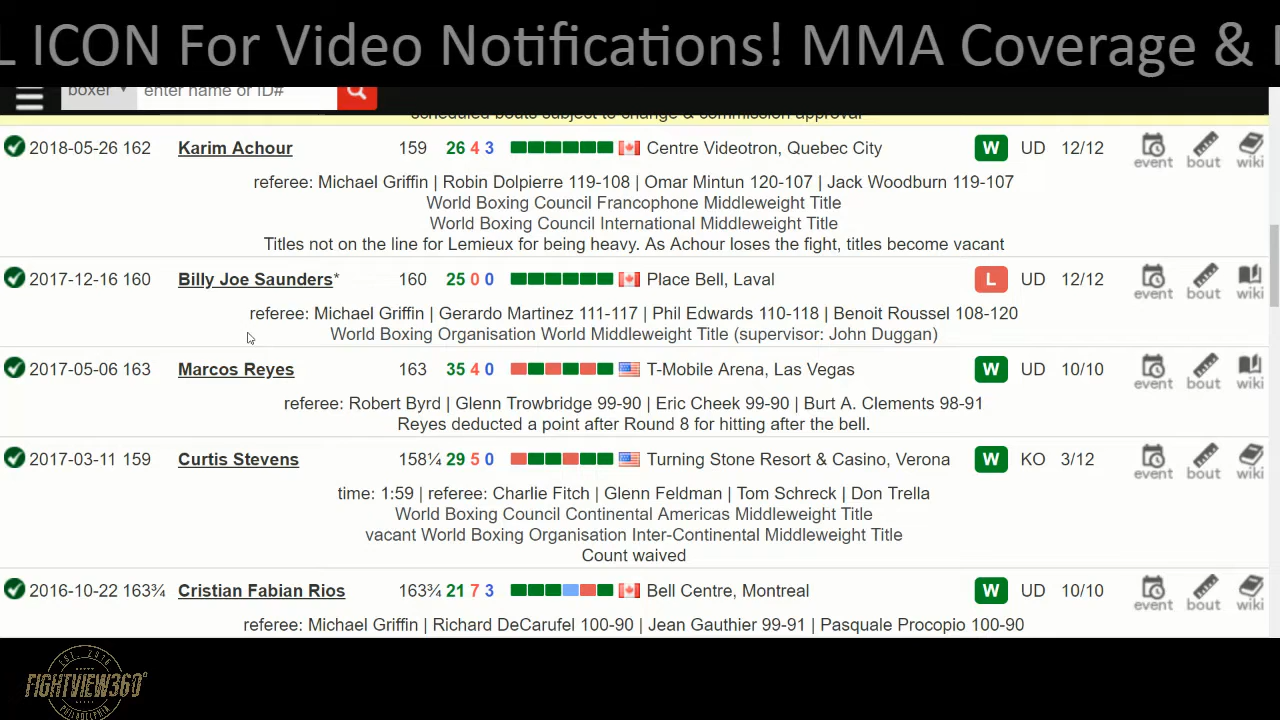 L ICON For Video Notifications! MMA Coverage &
boxer enter name or ID#
scheduled bouts subject to change & commission approval
2018-05-26 162 Karim Achour 159 26 4 3 Centre Videotron, Quebec City W UD 12/12 event bout wiki
referee: Michael Griffin | Robin Dolpierre 119-108 | Omar Mintun 120-107 | Jack Woodburn 119-107
World Boxing Council Francophone Middleweight Title
World Boxing Council International Middleweight Title
Titles not on the line for Lemieux for being heavy. As Achour loses the fight, titles become vacant
2017-12-16 160 Billy Joe Saunders* 160 25 0 0 Place Bell, Laval L UD 12/12 event bout wiki
referee: Michael Griffin | Gerardo Martinez 111-117 | Phil Edwards 110-118 | Benoit Roussel 108-120
World Boxing Organisation World Middleweight Title (supervisor: John Duggan)
2017-05-06 163 Marcos Reyes 163 35 4 0 T-Mobile Arena, Las Vegas W UD 10/10 event bout wiki
referee: Robert Byrd | Glenn Trowbridge 99-90 | Eric Cheek 99-90 | Burt A. Clements 98-91
Reyes deducted a point after Round 8 for hitting after the bell.
2017-03-11 159 Curtis Stevens 158¼ 29 5 0 Turning Stone Resort & Casino, Verona W KO 3/12 event bout wiki
time: 1:59 | referee: Charlie Fitch | Glenn Feldman | Tom Schreck | Don Trella
World Boxing Council Continental Americas Middleweight Title
vacant World Boxing Organisation Inter-Continental Middleweight Title
Count waived
2016-10-22 163¾ Cristian Fabian Rios 163¾ 21 7 3 Bell Centre, Montreal W UD 10/10 event bout wiki
referee: Michael Griffin | Richard DeCarufel 100-90 | Jean Gauthier 99-91 | Pasquale Procopio 100-90
EST. 2016
FIGHTVIEW360°
PHILADELPHIA